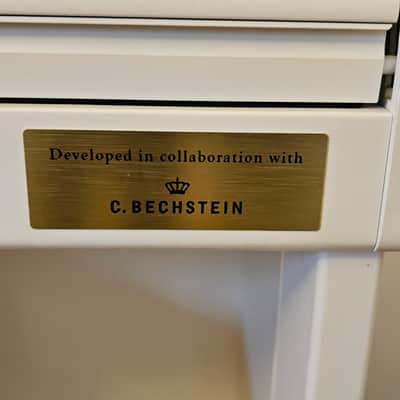 Developed in collaboration with
C. BECHSTEIN